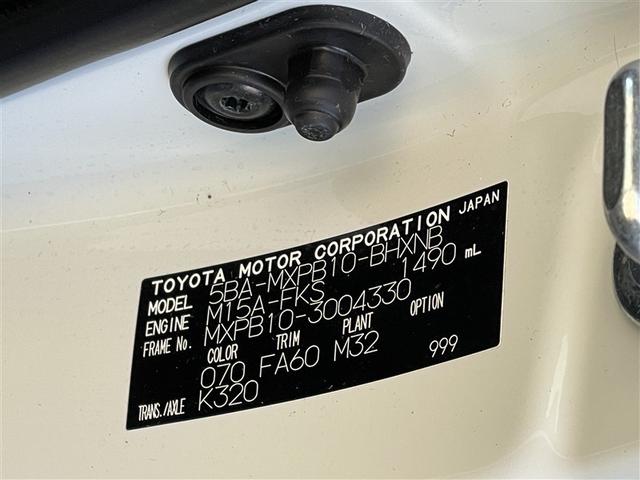 TOYOTA MOTOR CORPORATION JAPAN
MODEL 5BA-MXPB10-BHXNB
ENGINE M15A-FKS 1490 mL
FRAME No. MXPB10-3004330
COLOR TRIM PLANT OPTION
070 FA60 M32 999
TRANS./AXLE K320